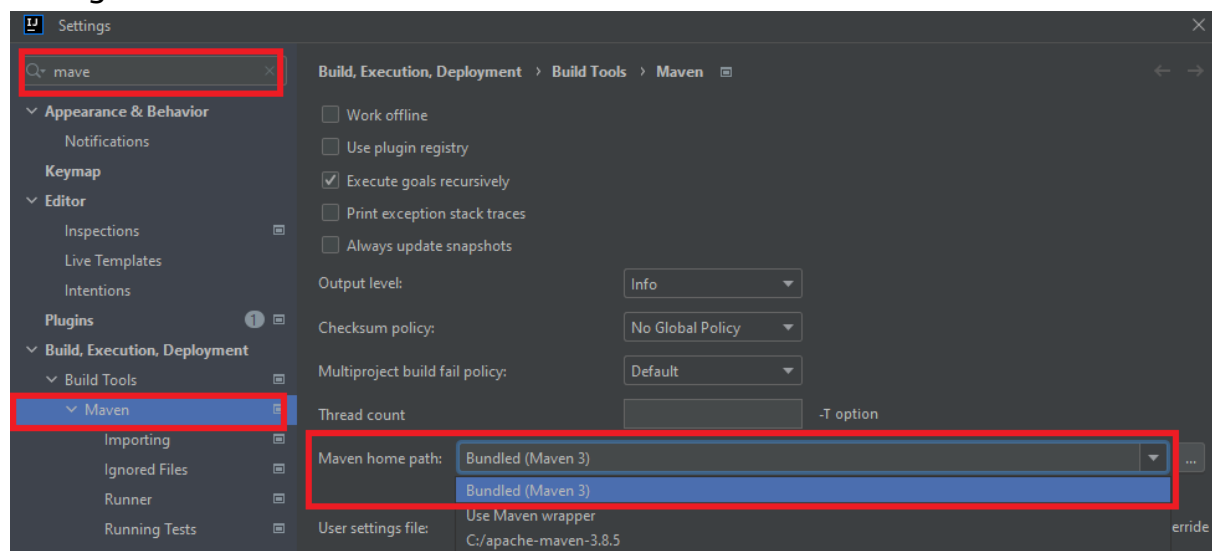 Settings
mave
Appearance & Behavior
Notifications
Keymap
Editor
Inspections
Live Templates
Intentions
Plugins
1
Build, Execution, Deployment
Build Tools
Maven
Importing
Ignored Files
Runner
Running Tests
Build, Execution, Deployment › Build Tools › Maven
Work offline
Use plugin registry
Execute goals recursively
Print exception stack traces
Always update snapshots
Output level: Info
Checksum policy: No Global Policy
Multiproject build fail policy: Default
Thread count -T option
Maven home path: Bundled (Maven 3) ...
Bundled (Maven 3)
Use Maven wrapper
User settings file: erride
C:/apache-maven-3.8.5